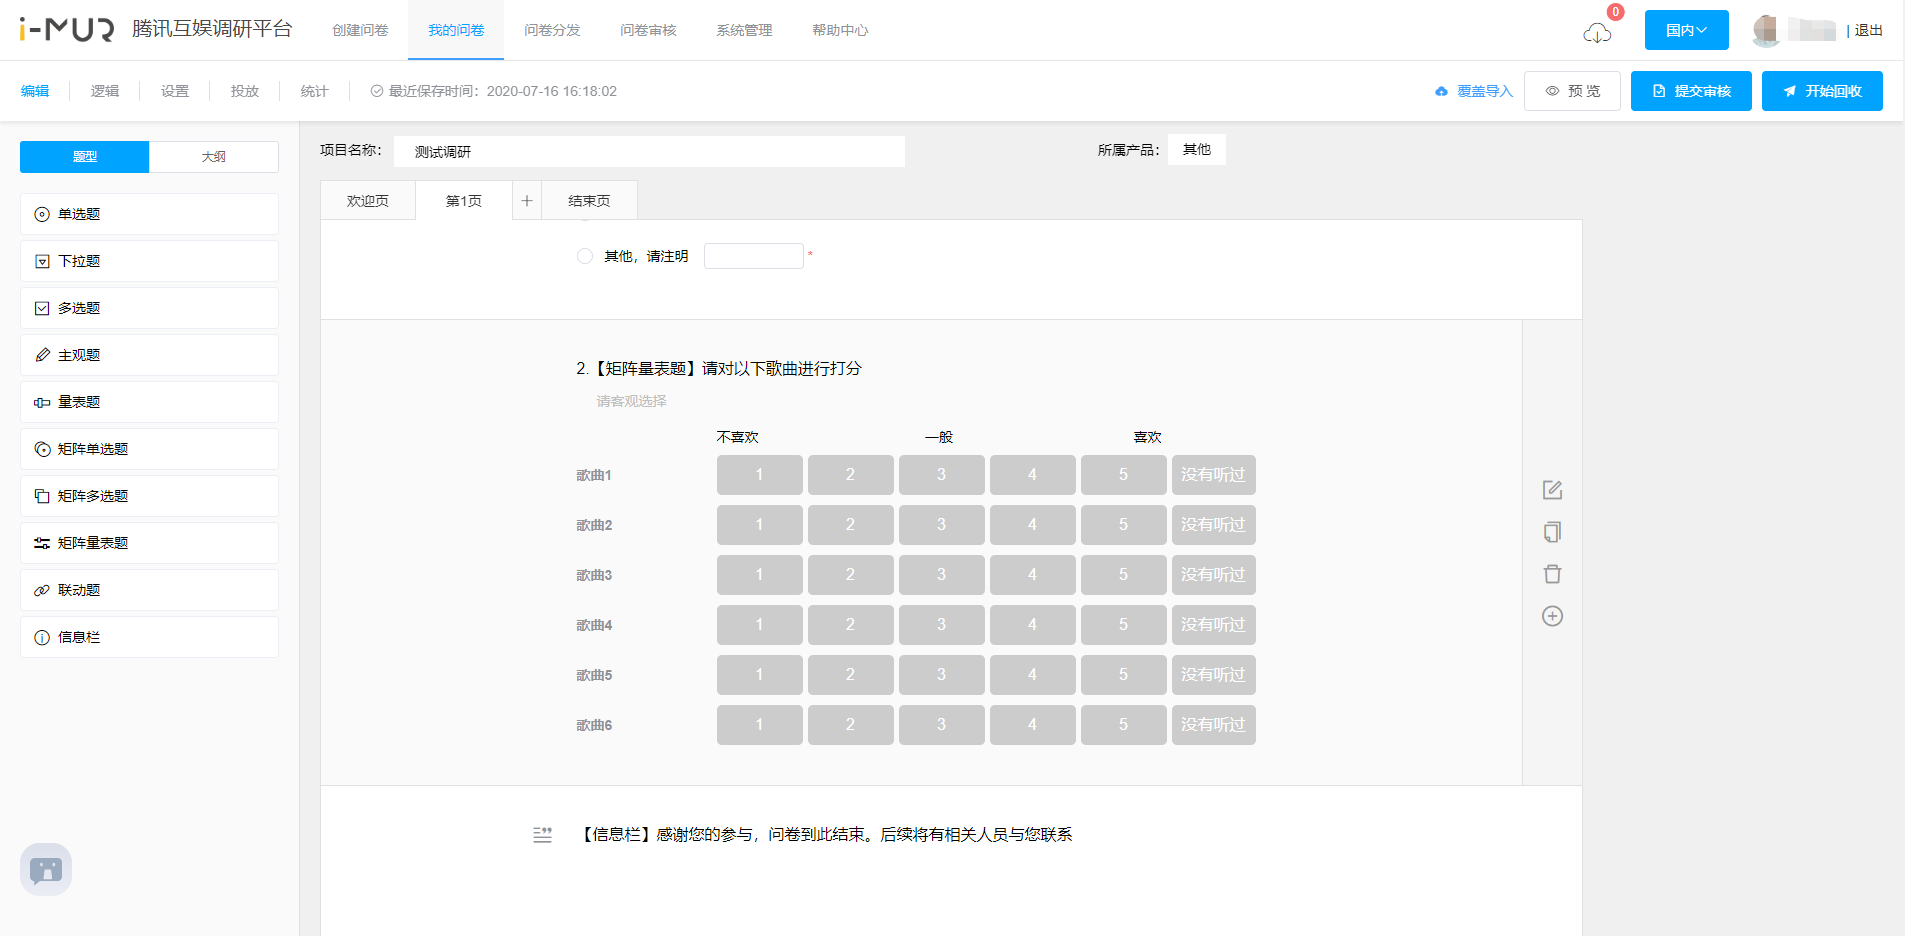 i-MUR 腾讯互娱调研平台 创建问卷 我的问卷 问卷分发 问卷审核 系统管理 帮助中心 0 国内 | 退出
编辑 逻辑 设置 投放 统计 最近保存时间：2020-07-16 16:18:02 覆盖导入 预 览 提交审核 开始回收
题型 大纲
单选题
下拉题
多选题
主观题
量表题
矩阵单选题
矩阵多选题
矩阵量表题
联动题
信息栏
项目名称： 测试调研 所属产品： 其他
欢迎页 第1页 + 结束页
其他，请注明 *
2.【矩阵量表题】请对以下歌曲进行打分
请客观选择
不喜欢 一般 喜欢
歌曲1 1 2 3 4 5 没有听过
歌曲2 1 2 3 4 5 没有听过
歌曲3 1 2 3 4 5 没有听过
歌曲4 1 2 3 4 5 没有听过
歌曲5 1 2 3 4 5 没有听过
歌曲6 1 2 3 4 5 没有听过
【信息栏】感谢您的参与，问卷到此结束。后续将有相关人员与您联系